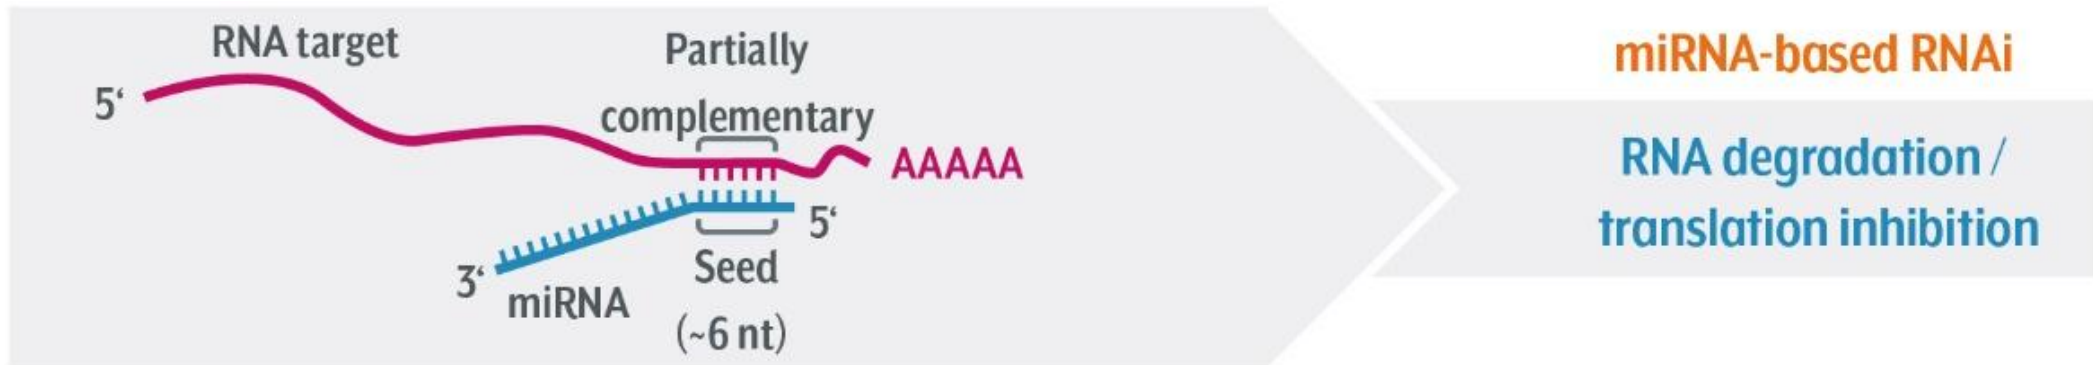 RNA target
Partially
complementary
5‘
AAAAA
5‘
3‘
miRNA
Seed
(~6 nt)
miRNA-based RNAi
RNA degradation /
translation inhibition